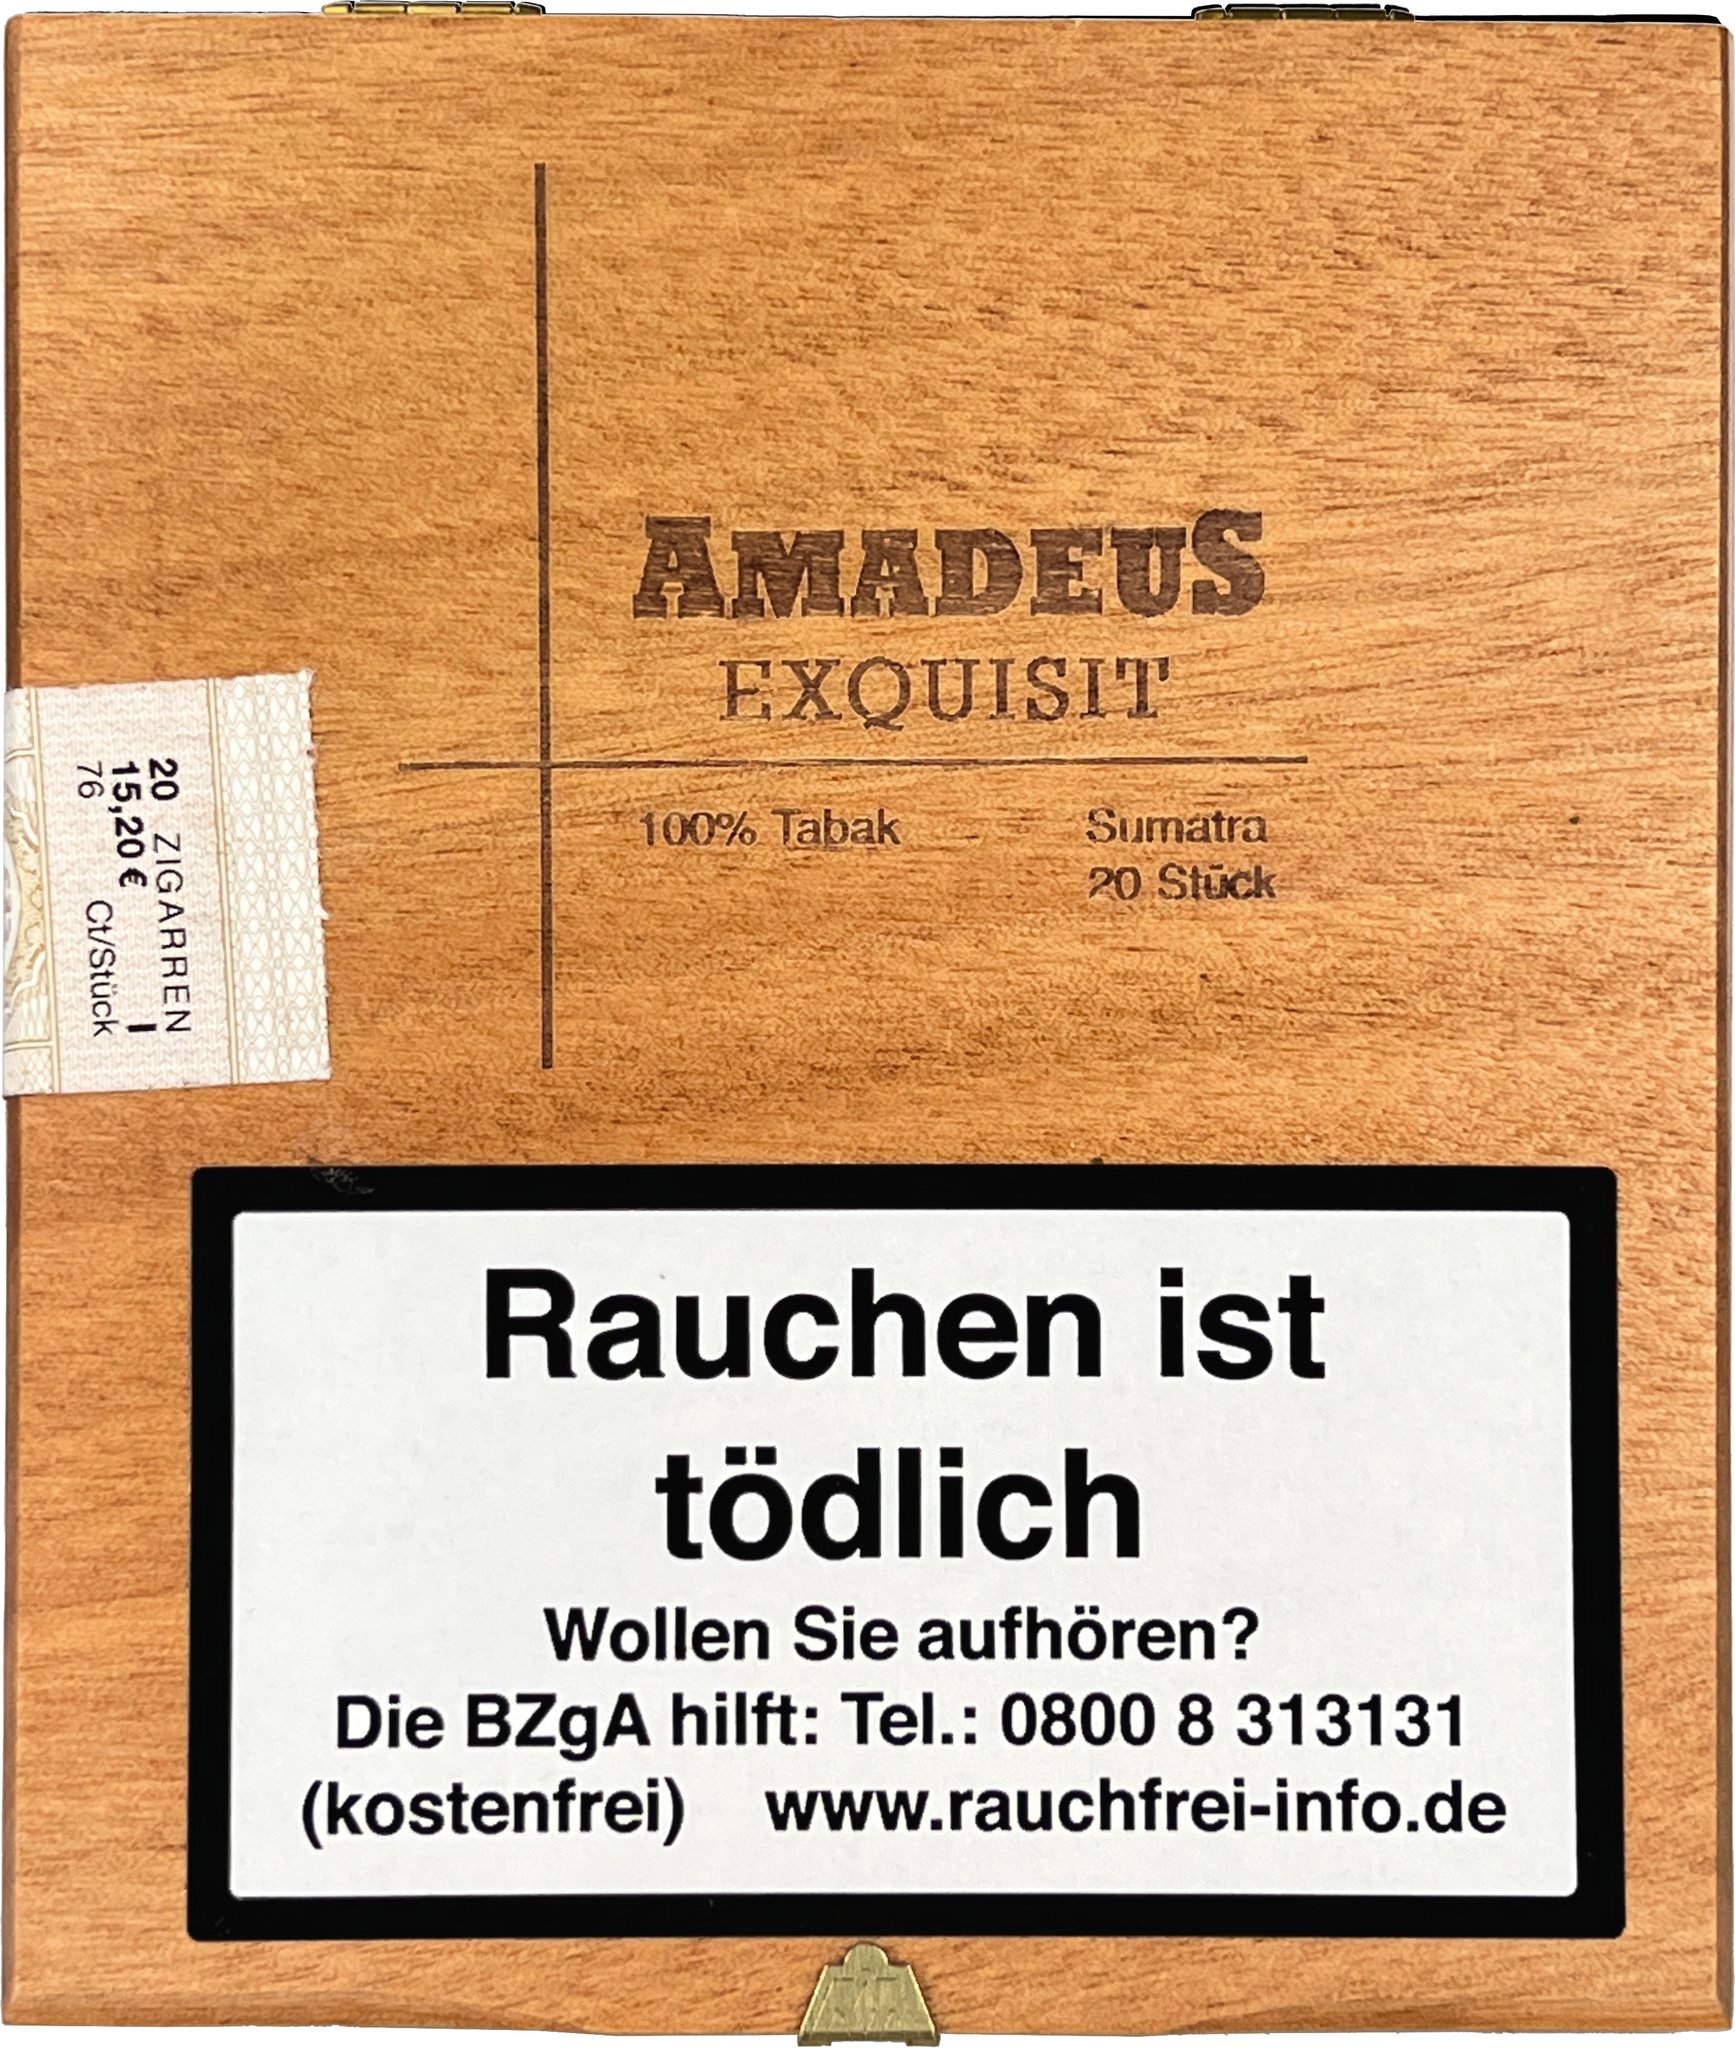 AMADEUS
EXQUISIT
100% Tabak
Sumatra
20 Stück
20 ZIGARREN
15,20 € I
76 Ct/Stück
Rauchen ist
tödlich
Wollen Sie aufhören?
Die BZgA hilft: Tel.: 0800 8 313131
(kostenfrei) www.rauchfrei-info.de